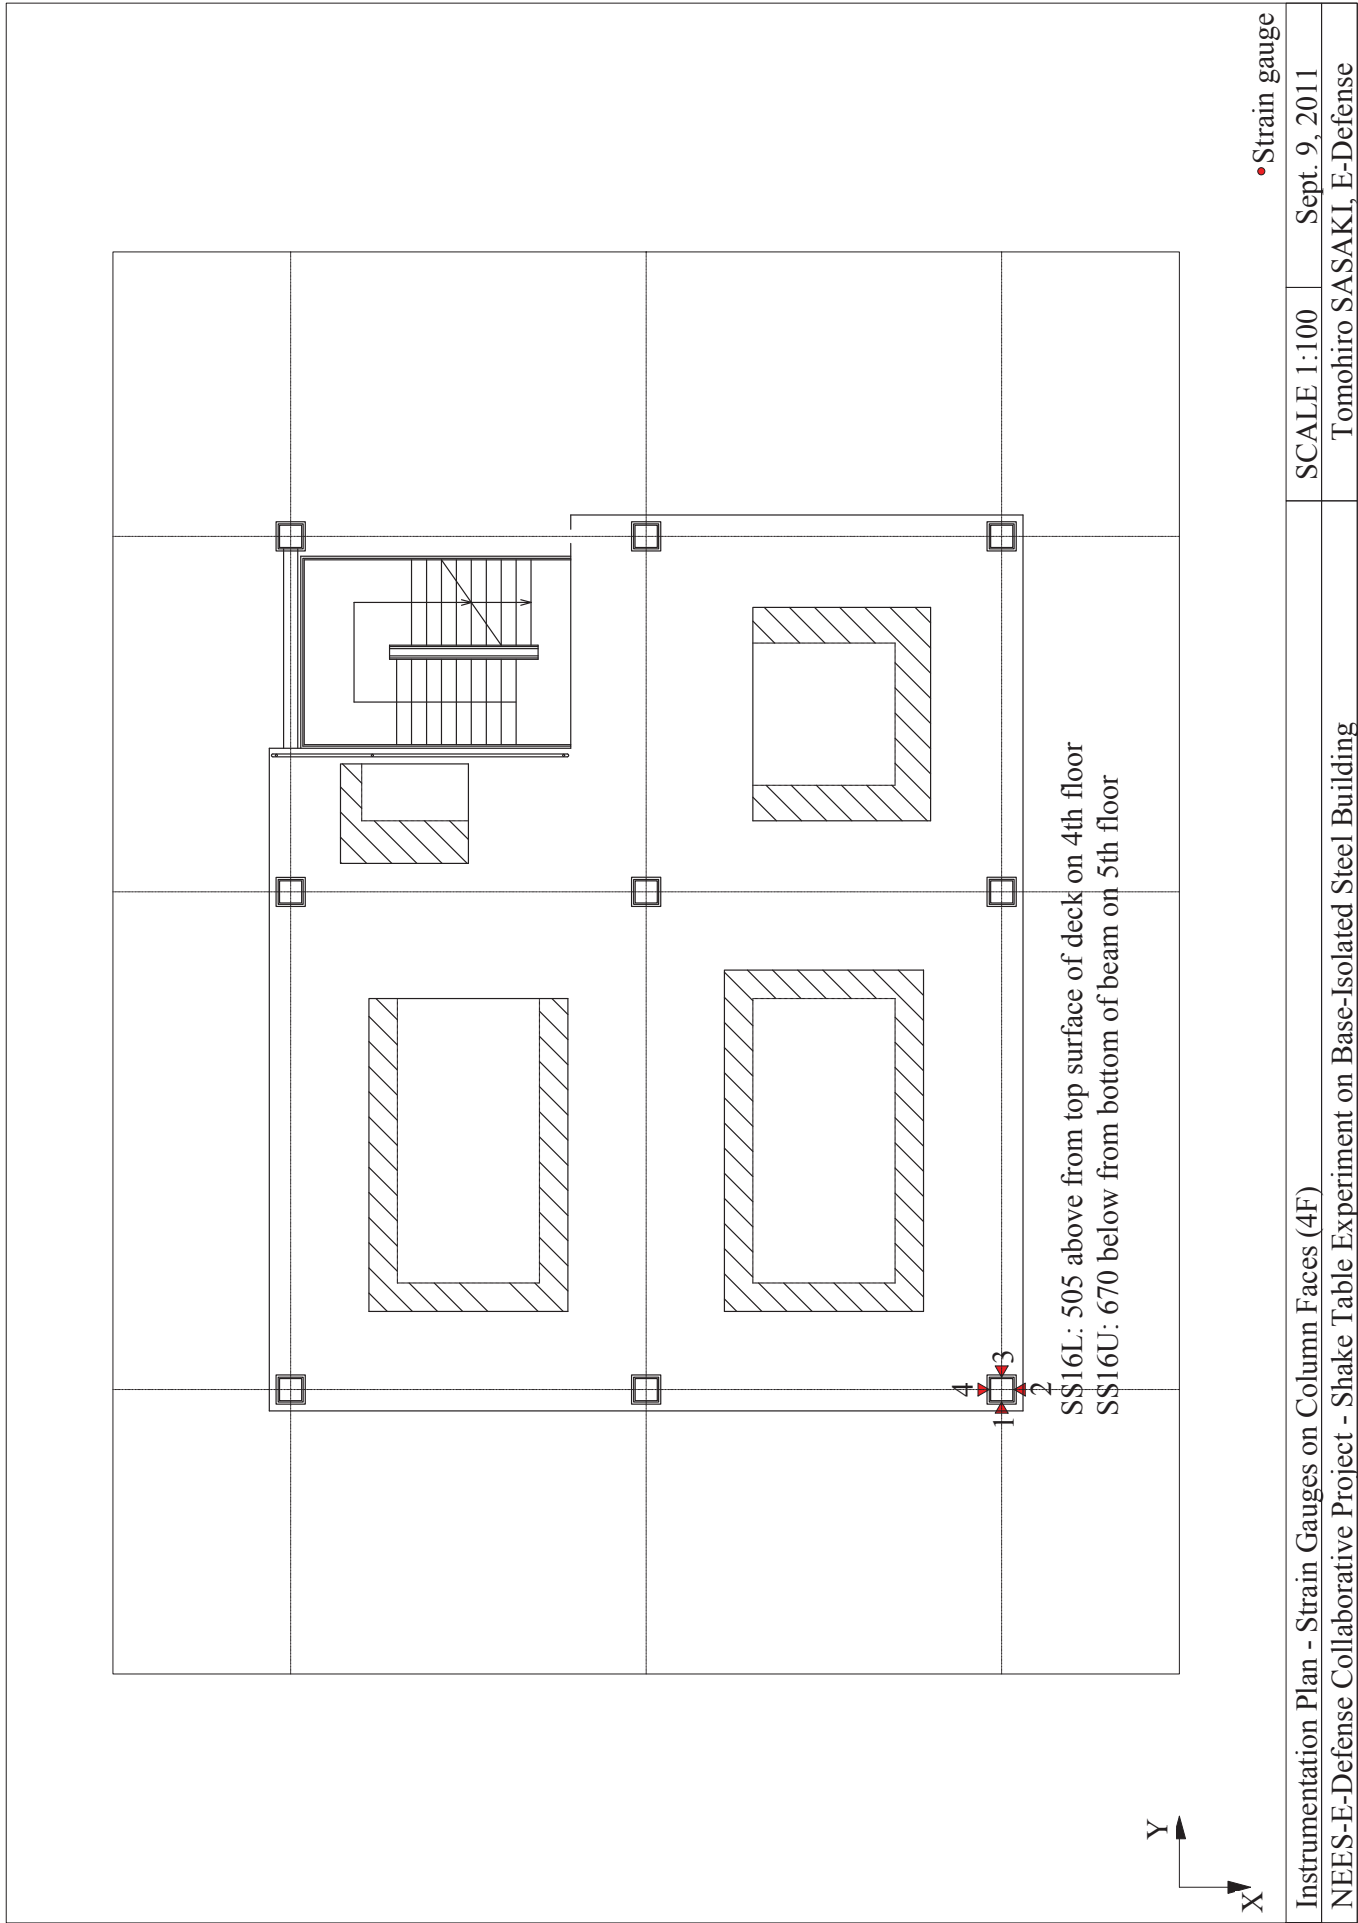 4
1
3
2
SS16L: 505 above from top surface of deck on 4th floor
SS16U: 670 below from bottom of beam on 5th floor
Y
X
•Strain gauge
Instrumentation Plan - Strain Gauges on Column Faces (4F)
SCALE 1:100
Sept. 9, 2011
NEES-E-Defense Collaborative Project - Shake Table Experiment on Base-Isolated Steel Building
Tomohiro SASAKI, E-Defense